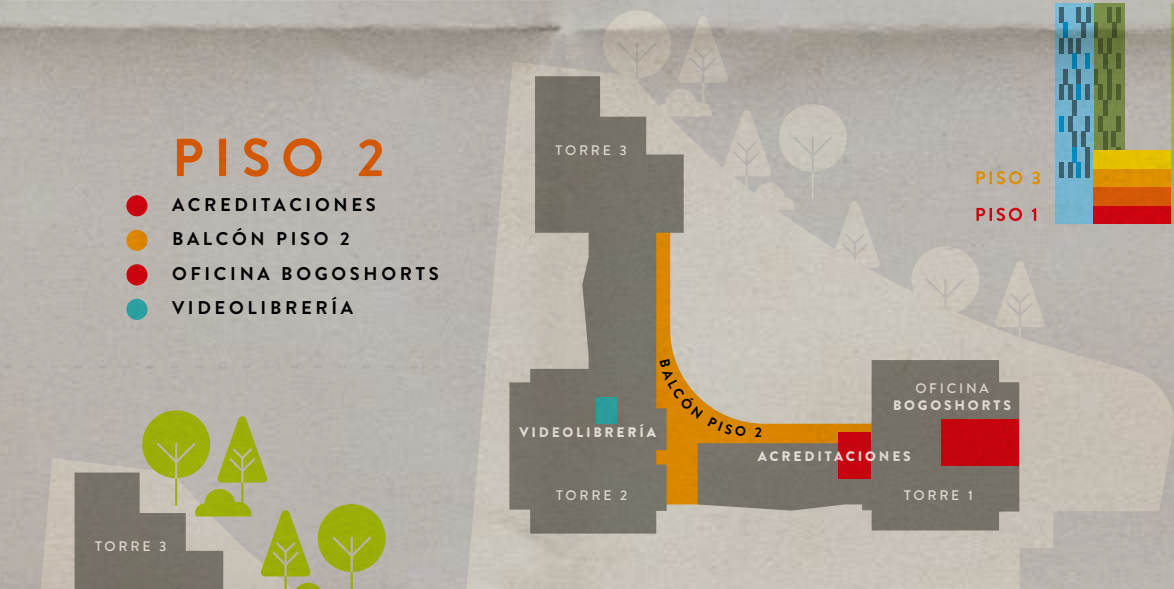 PISO 2
ACREDITACIONES
BALCÓN PISO 2
OFICINA BOGOSHORTS
VIDEOLIBRERÍA
TORRE 3
PISO 3
PISO 1
BALCÓN PISO 2
OFICINA
BOGOSHORTS
VIDEOLIBRERÍA
ACREDITACIONES
TORRE 2
TORRE 1
TORRE 3